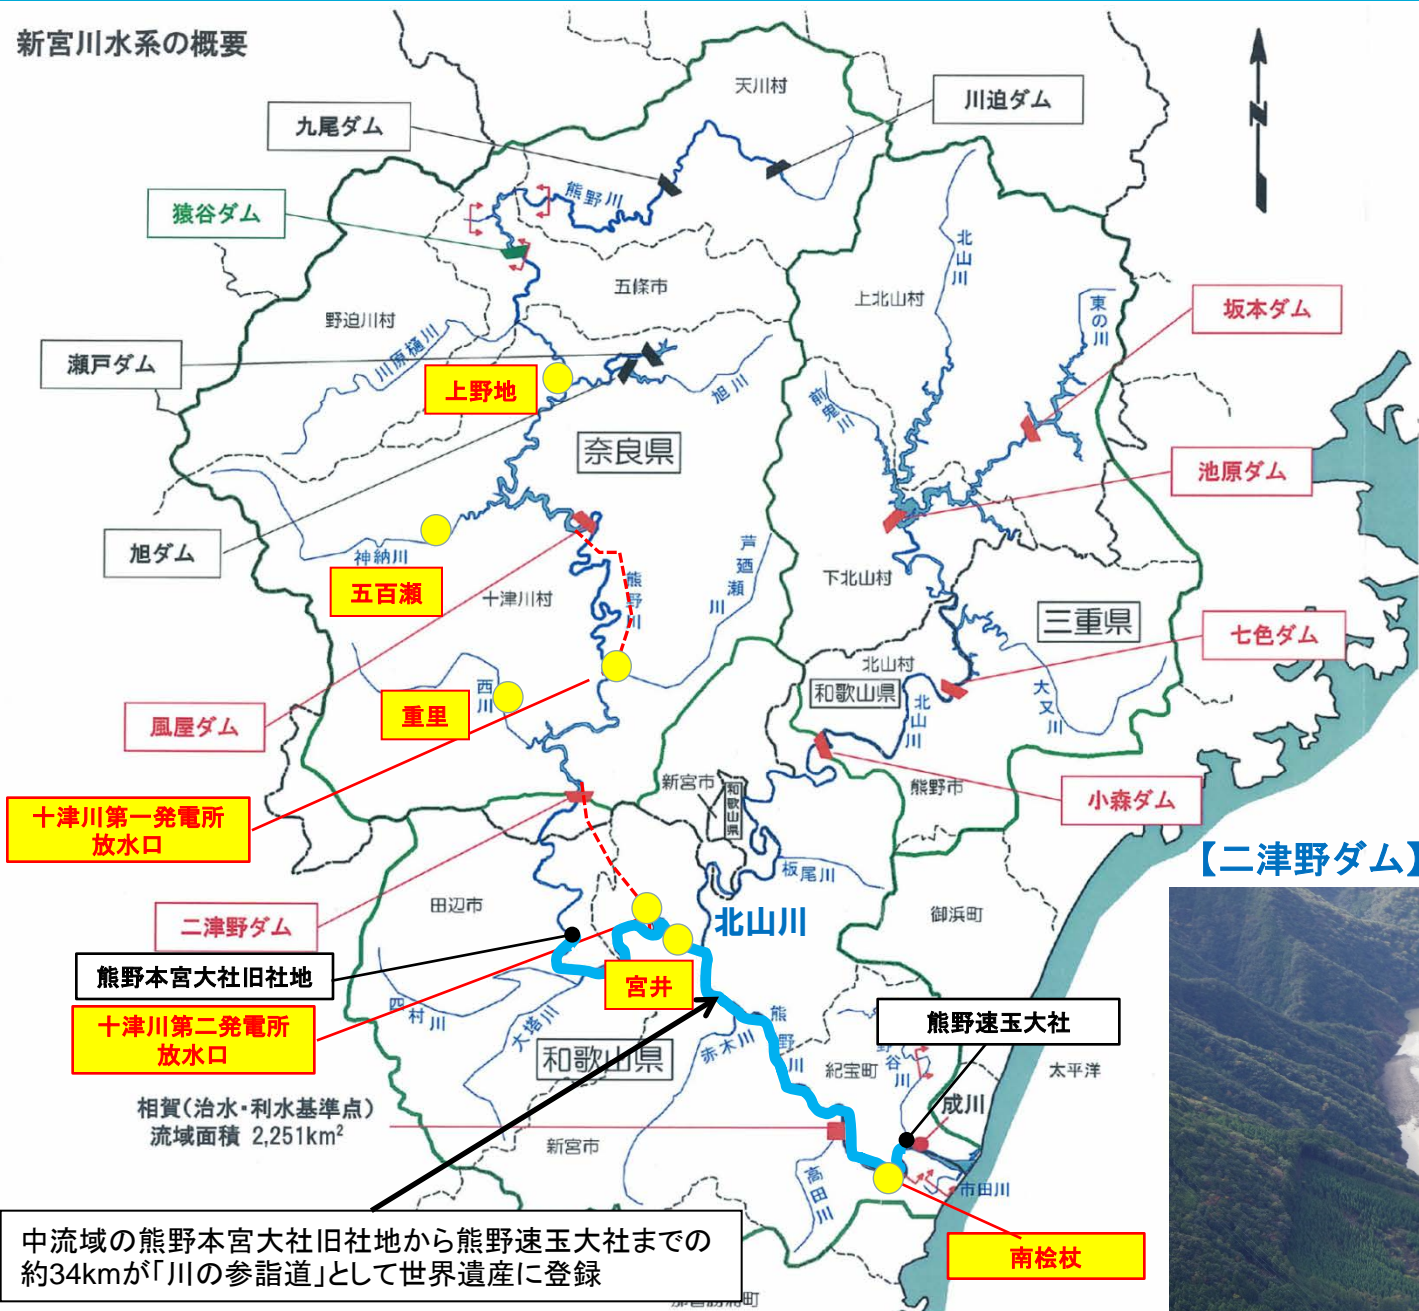 新宮川水系の概要
天川村
川迫ダム
九尾ダム
熊野川
猿谷ダム
北山川
五條市
上北山村
東の川
坂本ダム
野迫川村
川原樋川
瀬戸ダム
上野地
旭川
前鬼川
奈良県
池原ダム
旭ダム
神納川
芦廼瀬川
五百瀬
十津川村
熊野川
下北山村
三重県
七色ダム
北山村
和歌山県
西川
重里
北山川
大又川
風屋ダム
新宮市
和歌山県
熊野市
小森ダム
十津川第一発電所
放水口
【二津野ダム】
板尾川
田辺市
御浜町
二津野ダム
北山川
熊野本宮大社旧社地
宮井
四村川
大塔川
十津川第二発電所
放水口
熊野川
熊野速玉大社
赤木川
和歌山県
紀宝町
谷川
太平洋
相賀(治水・利水基準点)
流域面積 2,251km²
成川
新宮市
高田川
市田川
中流域の熊野本宮大社旧社地から熊野速玉大社までの
約34kmが「川の参詣道」として世界遺産に登録
南桧杖